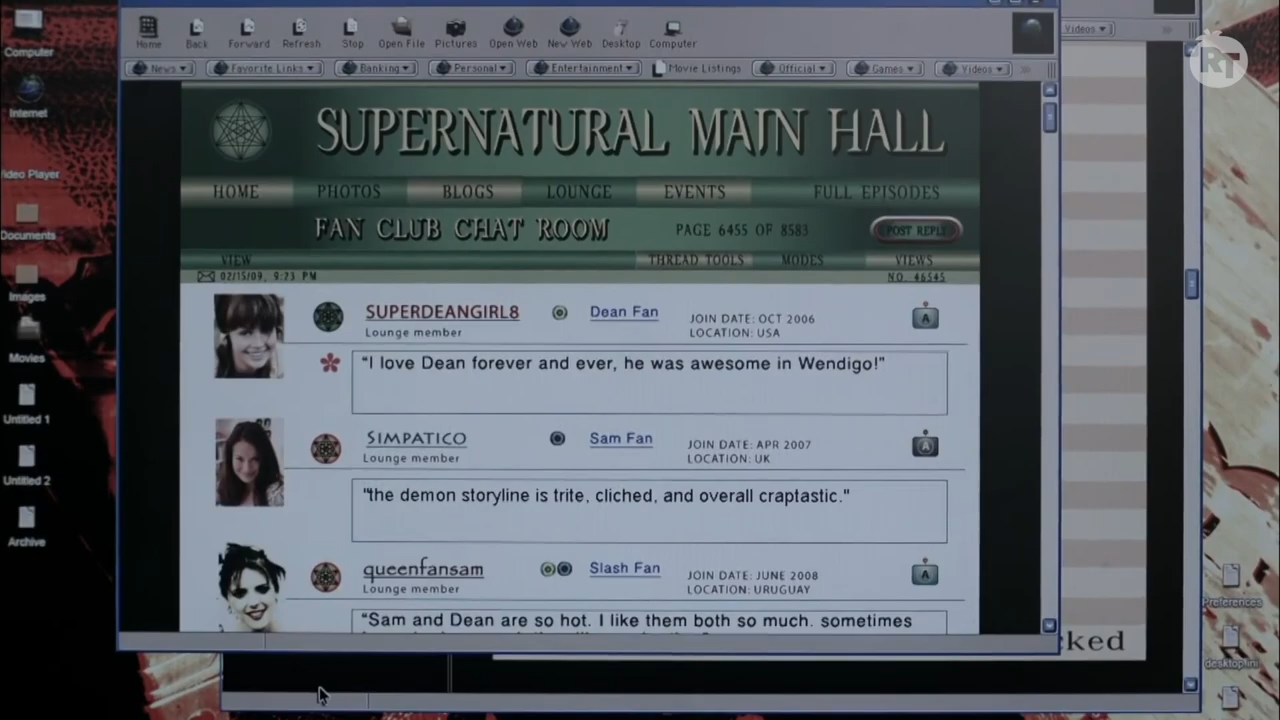 Videos
RT
Home Back Forward Refresh Stop Open File Pictures Open Web New Web Desktop Computer
News Favorite Links Banking Personal Entertainment Movie Listings Official Games Videos
Computer
Internet
Video Player
Documents
Images
Movies
Untitled 1
Untitled 2
Archive
SUPERNATURAL MAIN HALL
HOME PHOTOS BLOGS LOUNGE EVENTS FULL EPISODES
FAN CLUB CHAT ROOM PAGE 6455 OF 8583 POST REPLY
VIEW THREAD TOOLS MODES VIEWS
02/15/09, 9:23 PM NO. 46545
SUPERDEANGIRL8 Dean Fan JOIN DATE: OCT 2006 A
Lounge member LOCATION: USA
"I love Dean forever and ever, he was awesome in Wendigo!"
SIMPATICO Sam Fan JOIN DATE: APR 2007 A
Lounge member LOCATION: UK
"the demon storyline is trite, cliched, and overall craptastic."
queenfansam Slash Fan JOIN DATE: JUNE 2008 A
Lounge member LOCATION: URUGUAY
"Sam and Dean are so hot. I like them both so much. sometimes
cked
Preferences
desktop.ini